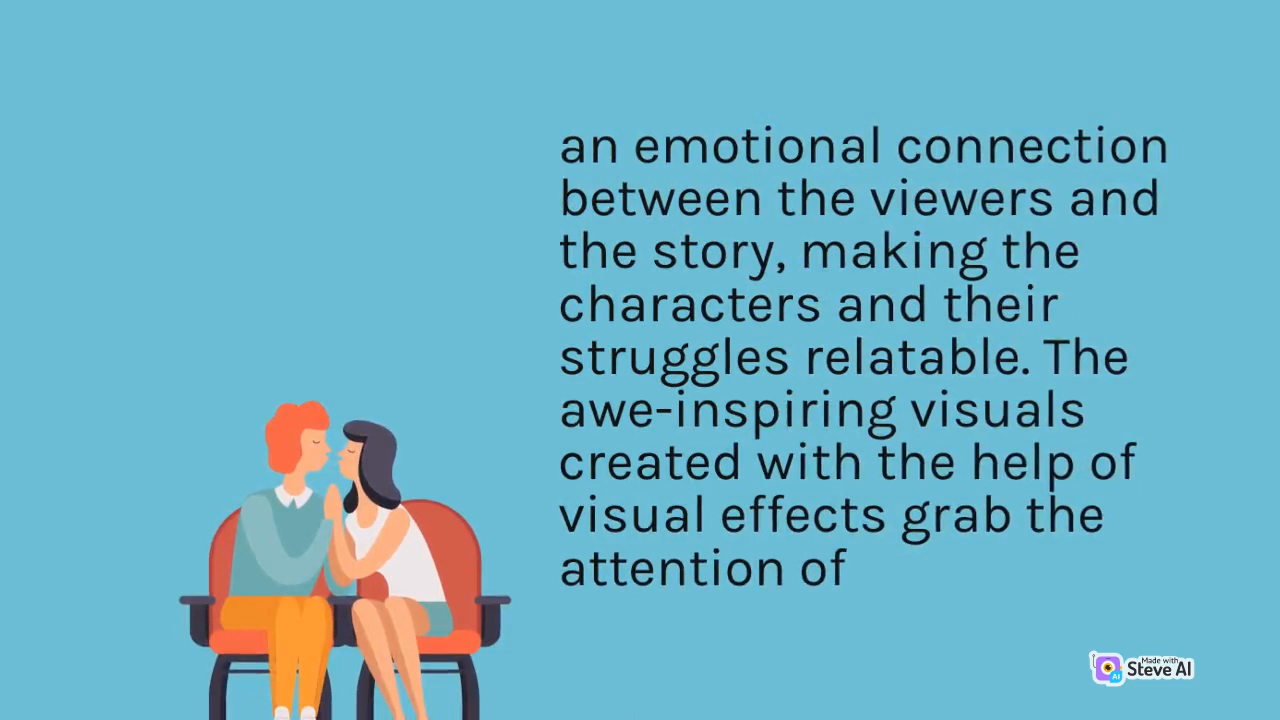 an emotional connection
between the viewers and
the story, making the
characters and their
struggles relatable. The
awe-inspiring visuals
created with the help of
visual effects grab the
attention of
Made with
Steve AI
AI